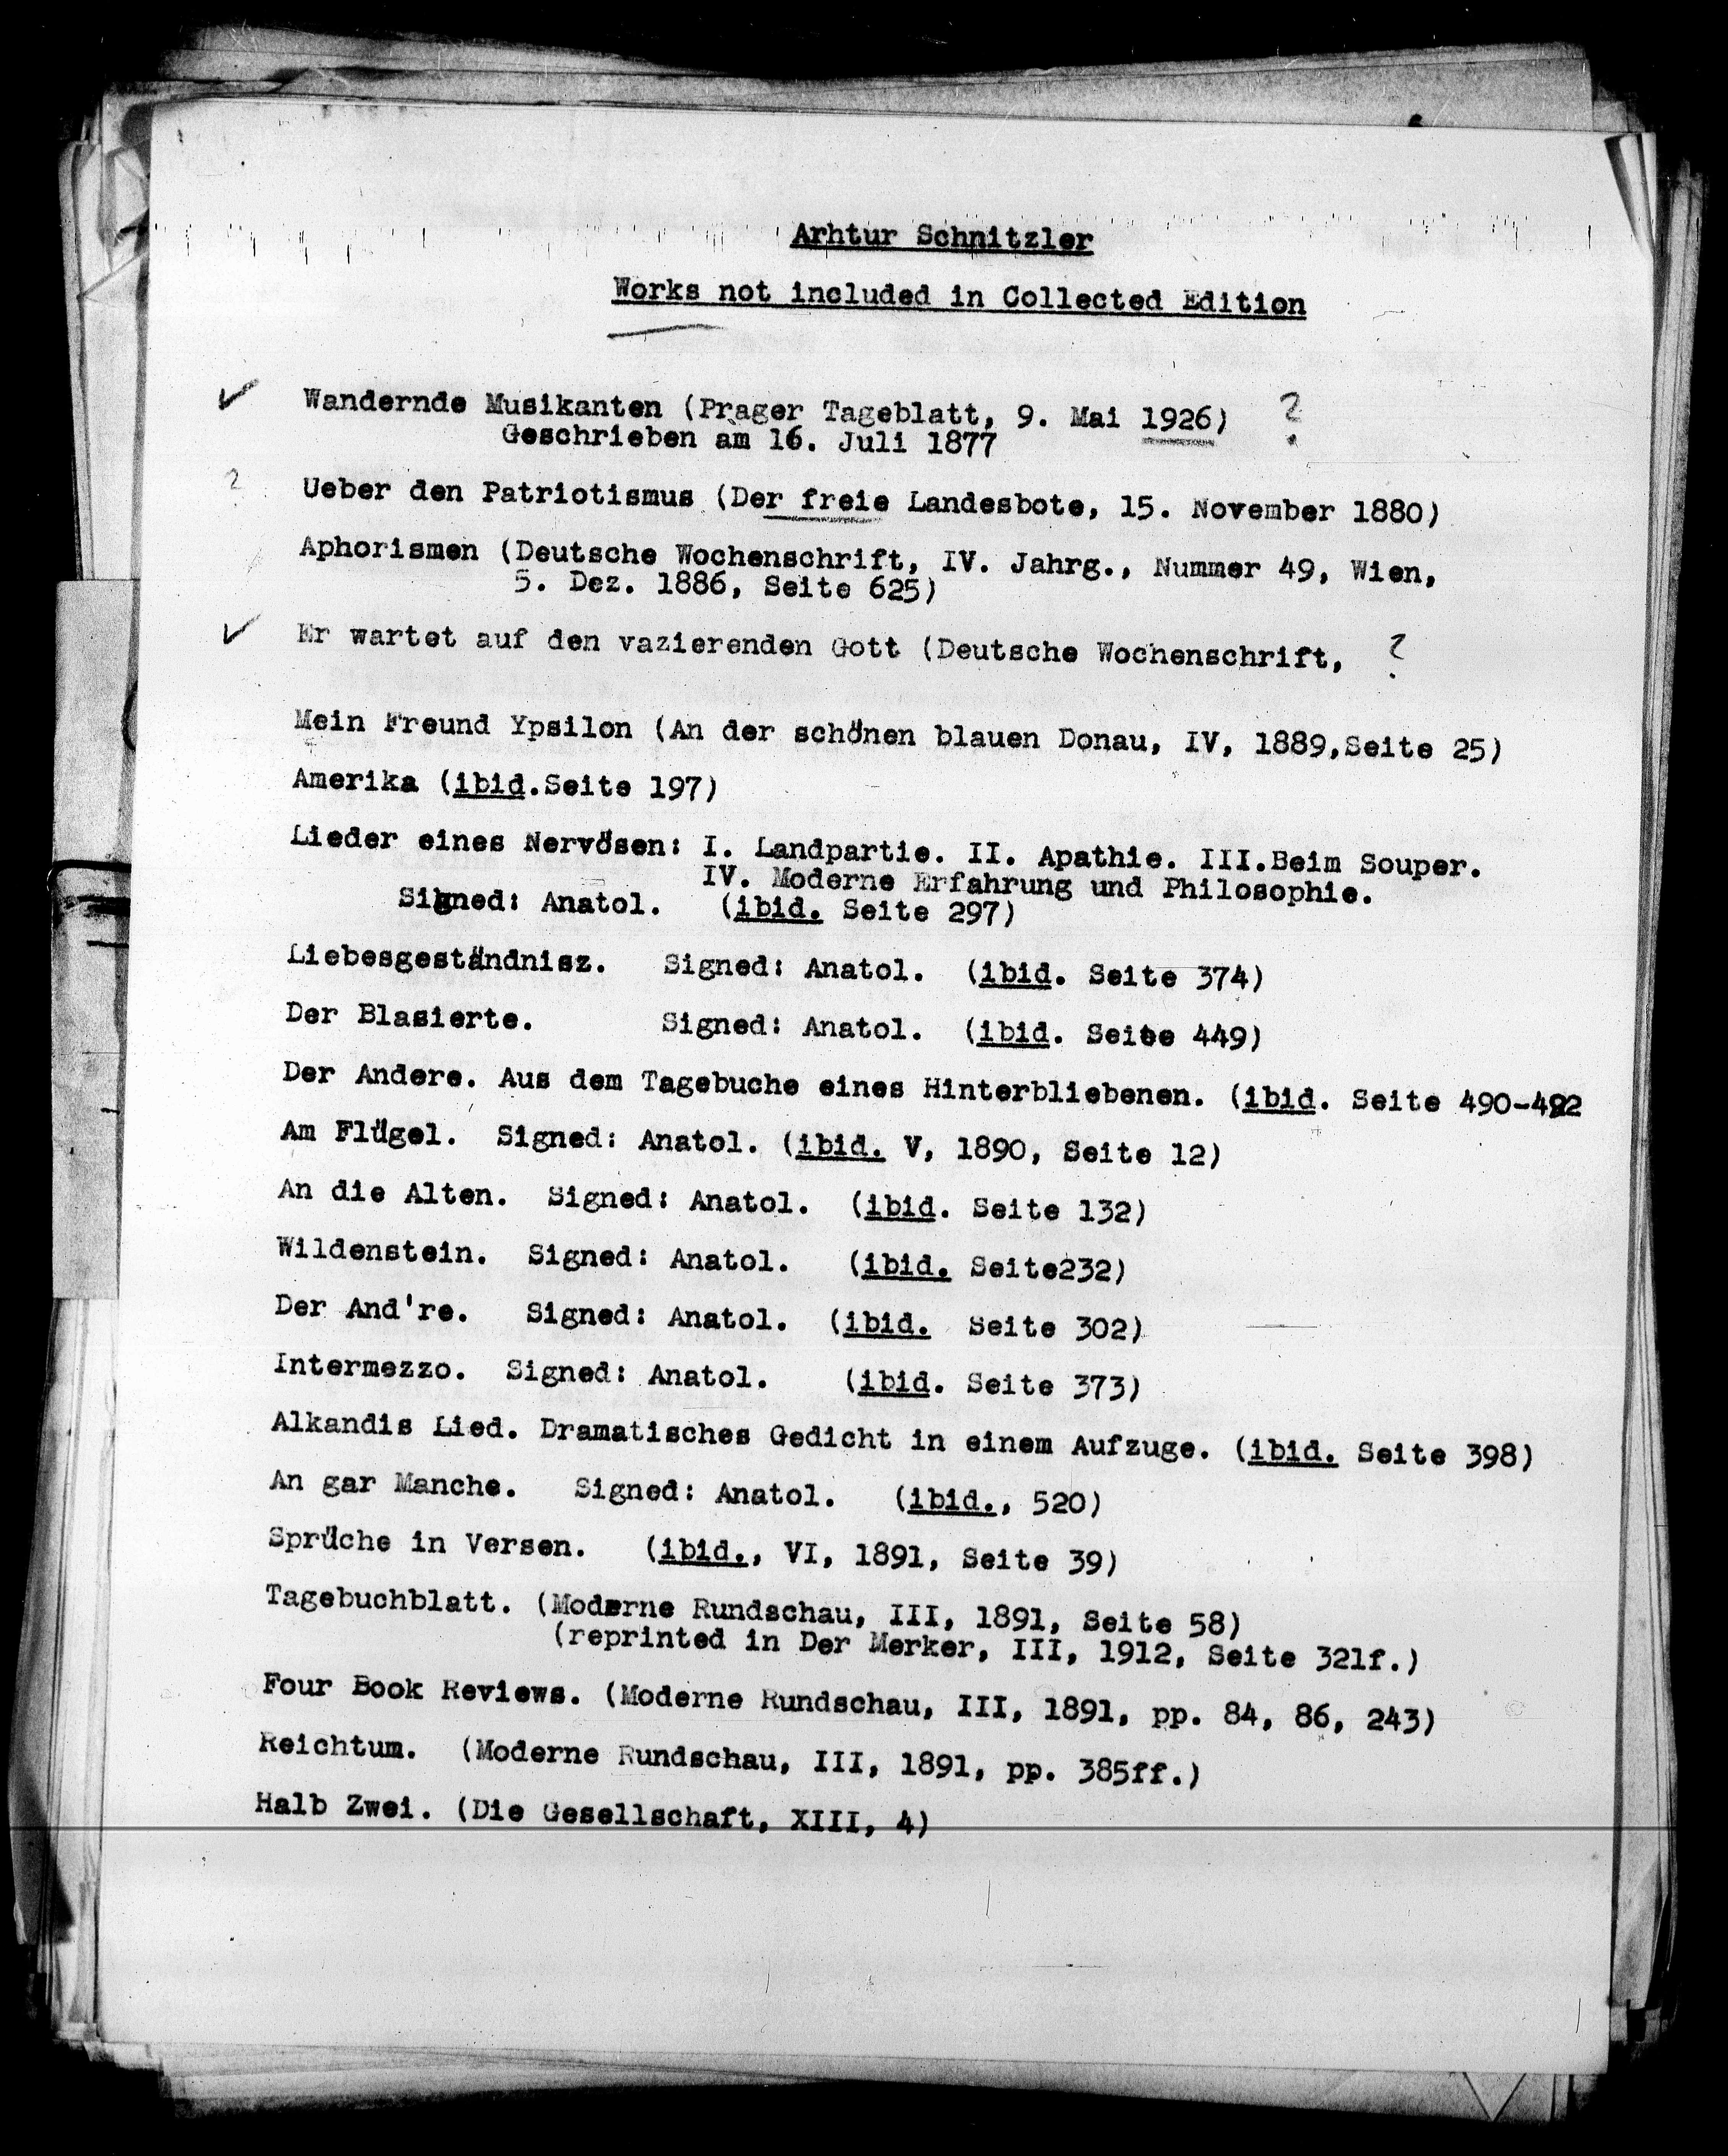 Arhtur Schnitzler
Works not included in Collected Edition
✓ Wandernde Musikanten (Prager Tageblatt, 9. Mai 1926) ?
Geschrieben am 16. Juli 1877
? Ueber den Patriotismus (Der freie Landesbote, 15. November 1880)
Aphorismen (Deutsche Wochenschrift, IV. Jahrg., Nummer 49, Wien,
5. Dez. 1886, Seite 625)
✓ Er wartet auf den vazierenden Gott (Deutsche Wochenschrift, ?
Mein Freund Ypsilon (An der schönen blauen Donau, IV, 1889,Seite 25)
Amerika (ibid.Seite 197)
Lieder eines Nervösen: I. Landpartie. II. Apathie. III.Beim Souper.
IV. Moderne Erfahrung und Philosophie.
Signed: Anatol. (ibid. Seite 297)
Liebesgeständnisz. Signed: Anatol. (ibid. Seite 374)
Der Blasierte. Signed: Anatol. (ibid. Seite 449)
Der Andere. Aus dem Tagebuche eines Hinterbliebenen. (ibid. Seite 490-492
Am Flügel. Signed: Anatol. (ibid. V, 1890, Seite 12)
An die Alten. Signed: Anatol. (ibid. Seite 132)
Wildenstein. Signed: Anatol. (ibid. Seite232)
Der And're. Signed: Anatol. (ibid. Seite 302)
Intermezzo. Signed: Anatol. (ibid. Seite 373)
Alkandis Lied. Dramatisches Gedicht in einem Aufzuge. (ibid. Seite 398)
An gar Manche. Signed: Anatol. (ibid., 520)
Sprüche in Versen. (ibid., VI, 1891, Seite 39)
Tagebuchblatt. (Moderne Rundschau, III, 1891, Seite 58)
(reprinted in Der Merker, III, 1912, Seite 321f.)
Four Book Reviews. (Moderne Rundschau, III, 1891, pp. 84, 86, 243)
Reichtum. (Moderne Rundschau, III, 1891, pp. 385ff.)
Halb Zwei. (Die Gesellschaft, XIII, 4)